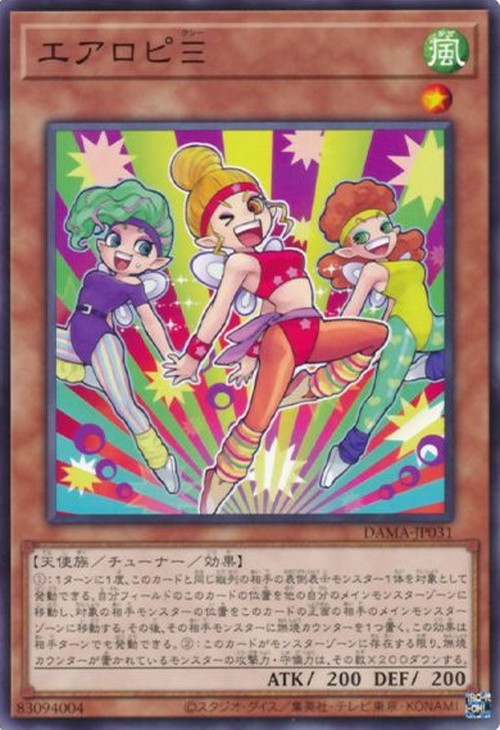 エアロピΞ
クシー
風
かぜ
DAMA-JP031
【天使族／チューナー／効果】
①：1ターンに1度、このカードと同じ縦列の相手の表側表示モンスター1体を対象として
発動できる。自分フィールドのこのカードの位置を他の自分のメインモンスターゾーン
に移動し、対象の相手モンスターの位置をこのカードの正面の相手のメインモンスター
ゾーンに移動する。その後、その相手モンスターに燃焼カウンターを1つ置く。この効果は
相手ターンでも発動できる。②：このカードがモンスターゾーンに存在する限り、燃焼
カウンターが置かれているモンスターの攻撃力・守備力は、その数×200ダウンする。
ATK/ 200 DEF/ 200
83094004
©スタジオ・ダイス／集英社・テレビ東京・KONAMI